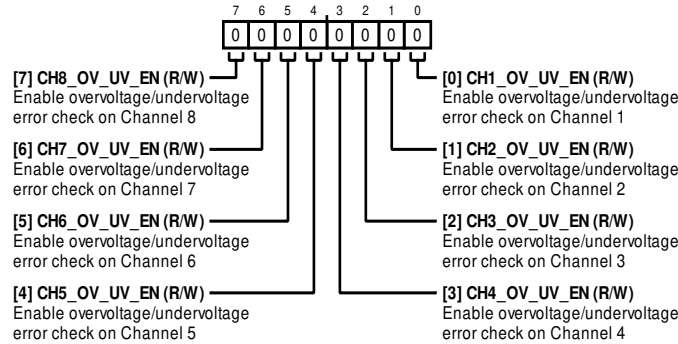 7 6 5 4 3 2 1 0
0 0 0 0 0 0 0 0
[7] CH8_OV_UV_EN (R/W)
Enable overvoltage/undervoltage
error check on Channel 8
[0] CH1_OV_UV_EN (R/W)
Enable overvoltage/undervoltage
error check on Channel 1
[6] CH7_OV_UV_EN (R/W)
Enable overvoltage/undervoltage
error check on Channel 7
[1] CH2_OV_UV_EN (R/W)
Enable overvoltage/undervoltage
error check on Channel 2
[5] CH6_OV_UV_EN (R/W)
Enable overvoltage/undervoltage
error check on Channel 6
[2] CH3_OV_UV_EN (R/W)
Enable overvoltage/undervoltage
error check on Channel 3
[4] CH5_OV_UV_EN (R/W)
Enable overvoltage/undervoltage
error check on Channel 5
[3] CH4_OV_UV_EN (R/W)
Enable overvoltage/undervoltage
error check on Channel 4